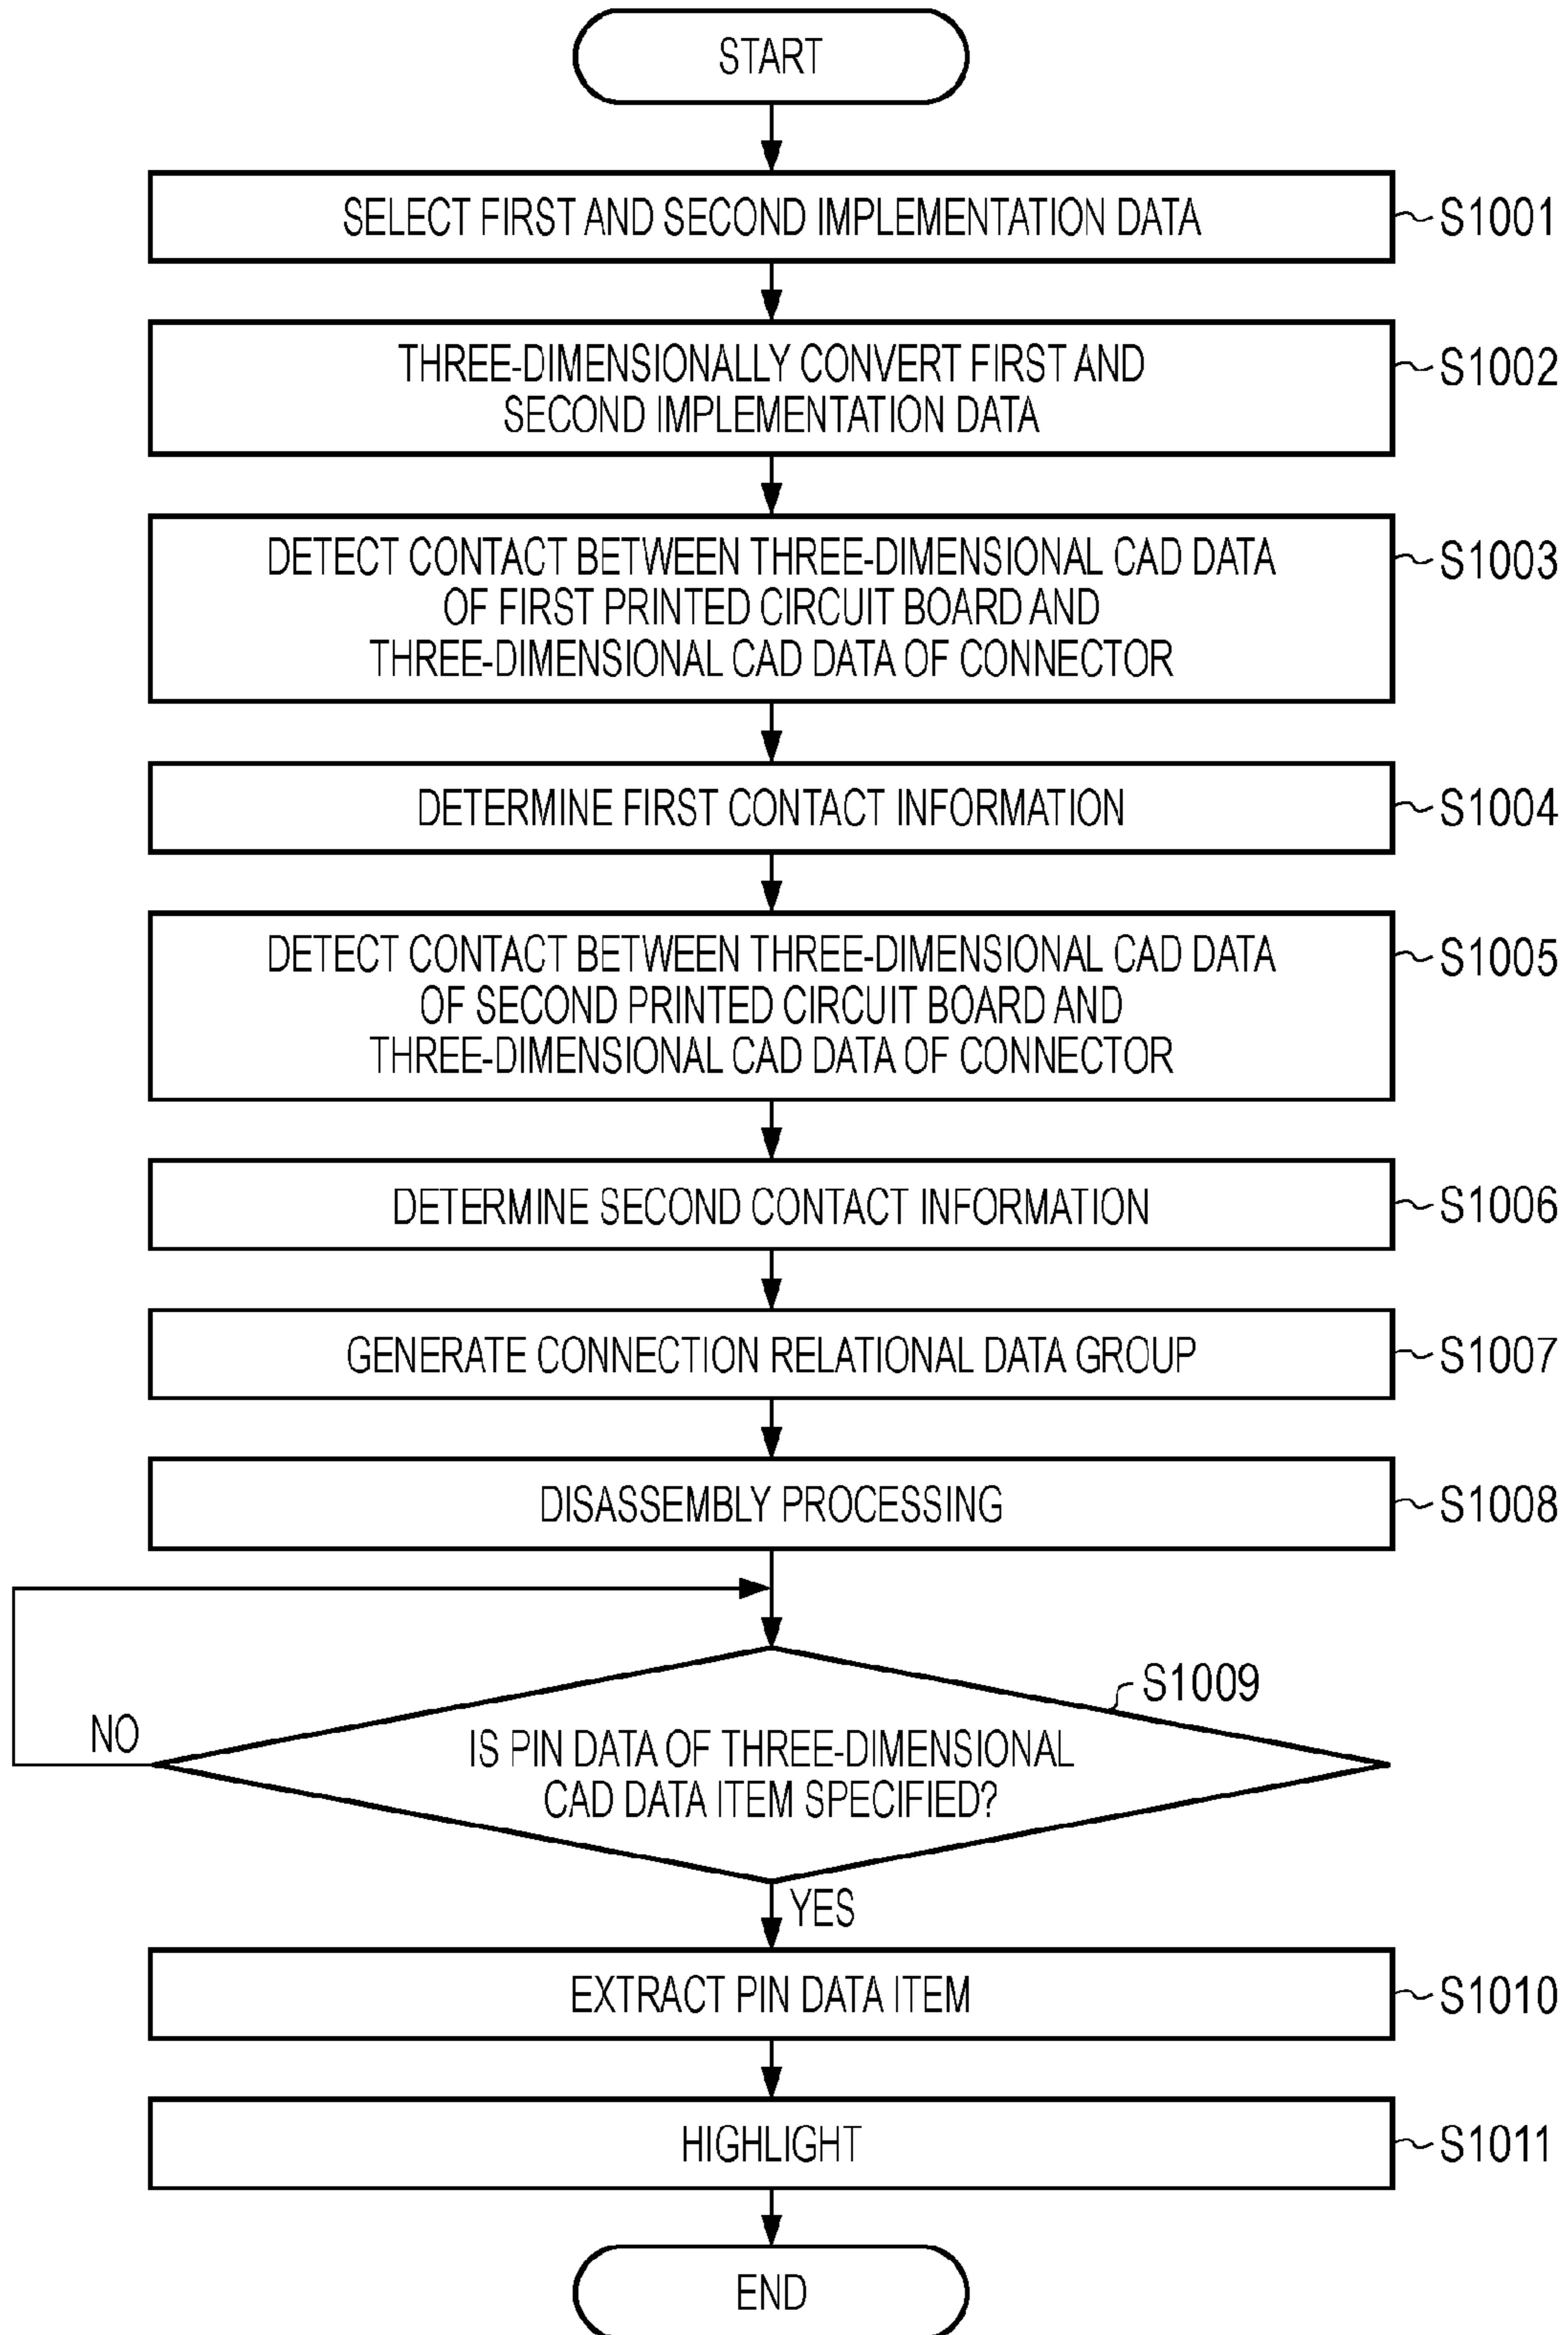 START
SELECT FIRST AND SECOND IMPLEMENTATION DATA
S1001
THREE-DIMENSIONALLY CONVERT FIRST AND
SECOND IMPLEMENTATION DATA
S1002
DETECT CONTACT BETWEEN THREE-DIMENSIONAL CAD DATA
OF FIRST PRINTED CIRCUIT BOARD AND
THREE-DIMENSIONAL CAD DATA OF CONNECTOR
S1003
DETERMINE FIRST CONTACT INFORMATION
S1004
DETECT CONTACT BETWEEN THREE-DIMENSIONAL CAD DATA
OF SECOND PRINTED CIRCUIT BOARD AND
THREE-DIMENSIONAL CAD DATA OF CONNECTOR
S1005
DETERMINE SECOND CONTACT INFORMATION
S1006
GENERATE CONNECTION RELATIONAL DATA GROUP
S1007
DISASSEMBLY PROCESSING
S1008
S1009
NO
IS PIN DATA OF THREE-DIMENSIONAL
CAD DATA ITEM SPECIFIED?
YES
EXTRACT PIN DATA ITEM
S1010
HIGHLIGHT
S1011
END